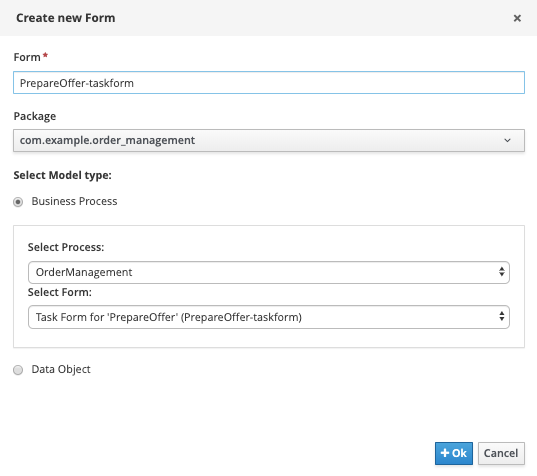 Create new Form ×
Form*
PrepareOffer-taskform
Package
com.example.order_management
Select Model type:
Business Process
Select Process:
OrderManagement
Select Form:
Task Form for 'PrepareOffer' (PrepareOffer-taskform)
Data Object
+ Ok Cancel